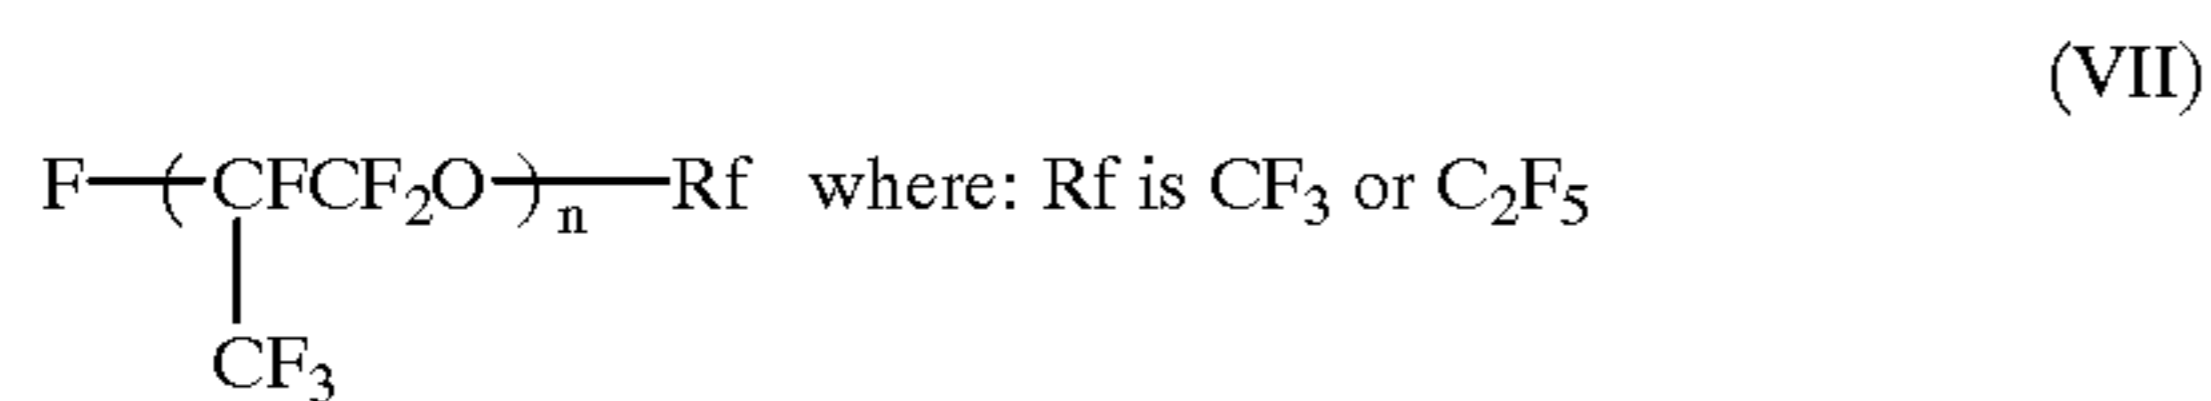 (VII)
F—(CFCF₂O)ₙ—Rf where: Rf is CF₃ or C₂F₅
CF₃